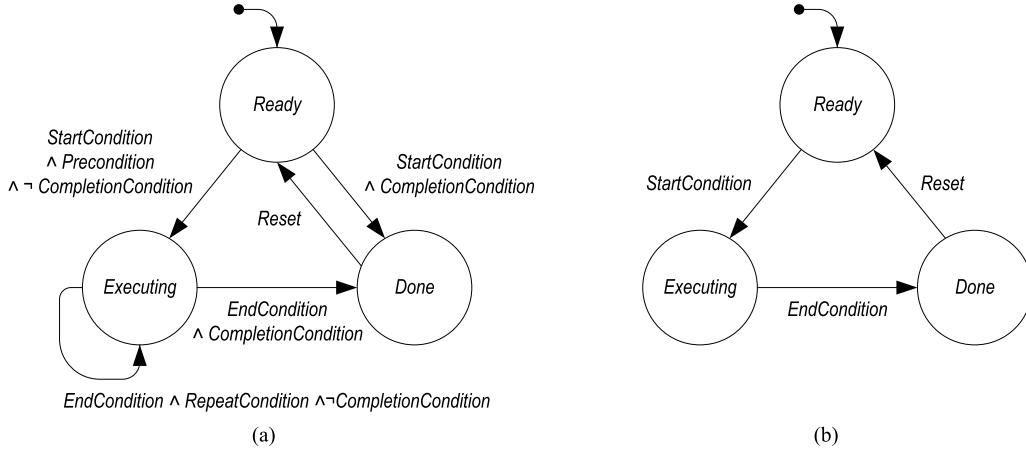 Ready
StartCondition
∧ Precondition
∧ ¬ CompletionCondition
StartCondition
∧ CompletionCondition
Reset
Executing
Done
EndCondition
∧ CompletionCondition
EndCondition ∧ RepeatCondition ∧¬CompletionCondition
(a)
Ready
StartCondition
Reset
Executing
Done
EndCondition
(b)